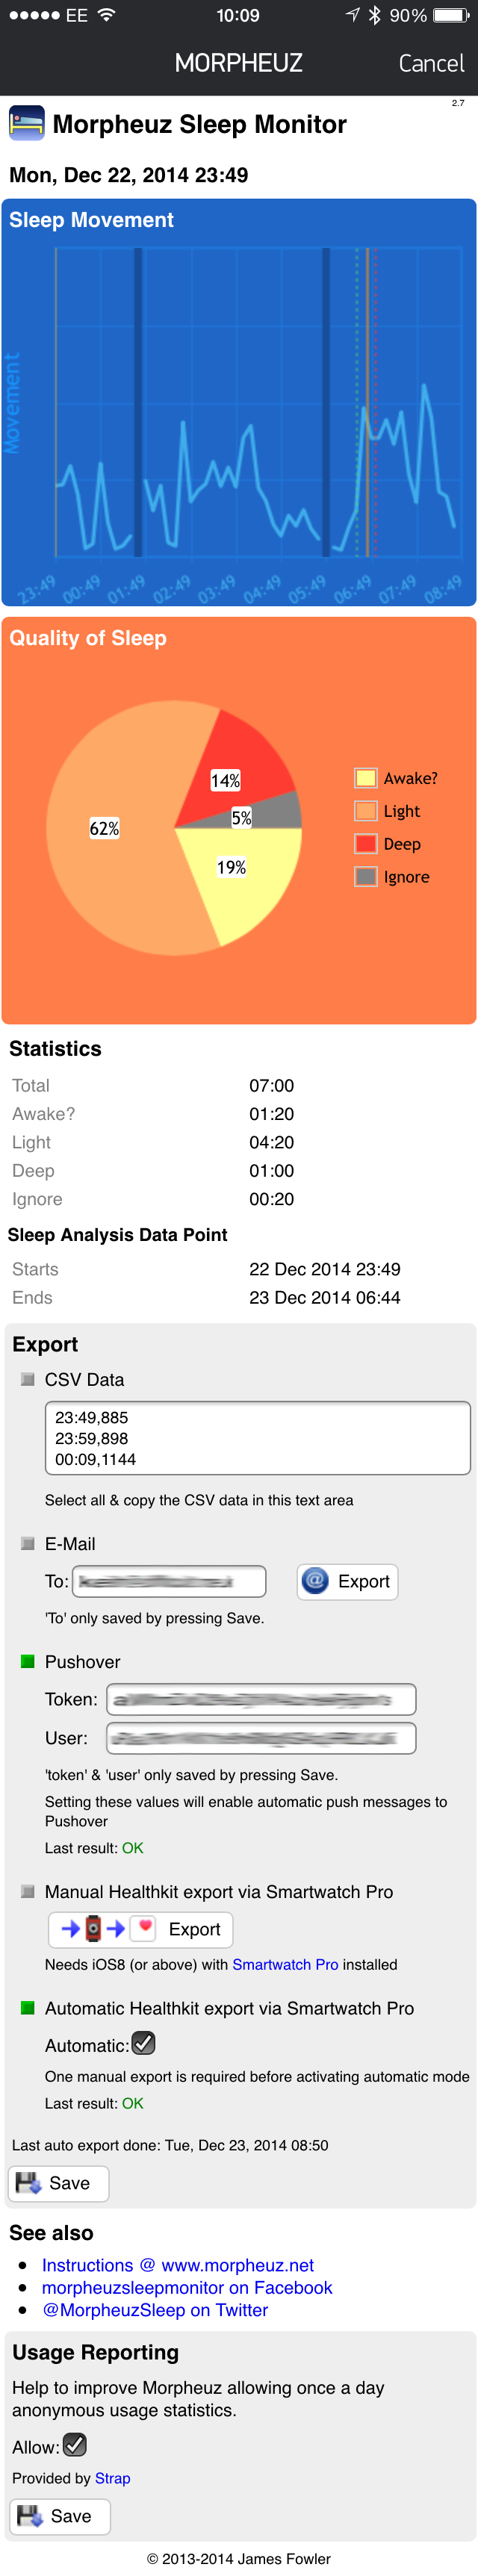 EE 10:09 90%
MORPHEUZ Cancel
2.7
Morpheuz Sleep Monitor
Mon, Dec 22, 2014 23:49
Sleep Movement
Movement
23:49 00:49 01:49 02:49 03:49 04:49 05:49 06:49 07:49 08:49
Quality of Sleep
14%
5%
62%
19%
Awake?
Light
Deep
Ignore
Statistics
Total 07:00
Awake? 01:20
Light 04:20
Deep 01:00
Ignore 00:20
Sleep Analysis Data Point
Starts 22 Dec 2014 23:49
Ends 23 Dec 2014 06:44
Export
CSV Data
23:49,885
23:59,898
00:09,1144
Select all & copy the CSV data in this text area
E-Mail
To: Export
'To' only saved by pressing Save.
Pushover
Token:
User:
'token' & 'user' only saved by pressing Save.
Setting these values will enable automatic push messages to
Pushover
Last result: OK
Manual Healthkit export via Smartwatch Pro
Export
Needs iOS8 (or above) with Smartwatch Pro installed
Automatic Healthkit export via Smartwatch Pro
Automatic:
One manual export is required before activating automatic mode
Last result: OK
Last auto export done: Tue, Dec 23, 2014 08:50
Save
See also
Instructions @ www.morpheuz.net
morpheuzsleepmonitor on Facebook
@MorpheuzSleep on Twitter
Usage Reporting
Help to improve Morpheuz allowing once a day
anonymous usage statistics.
Allow:
Provided by Strap
Save
© 2013-2014 James Fowler